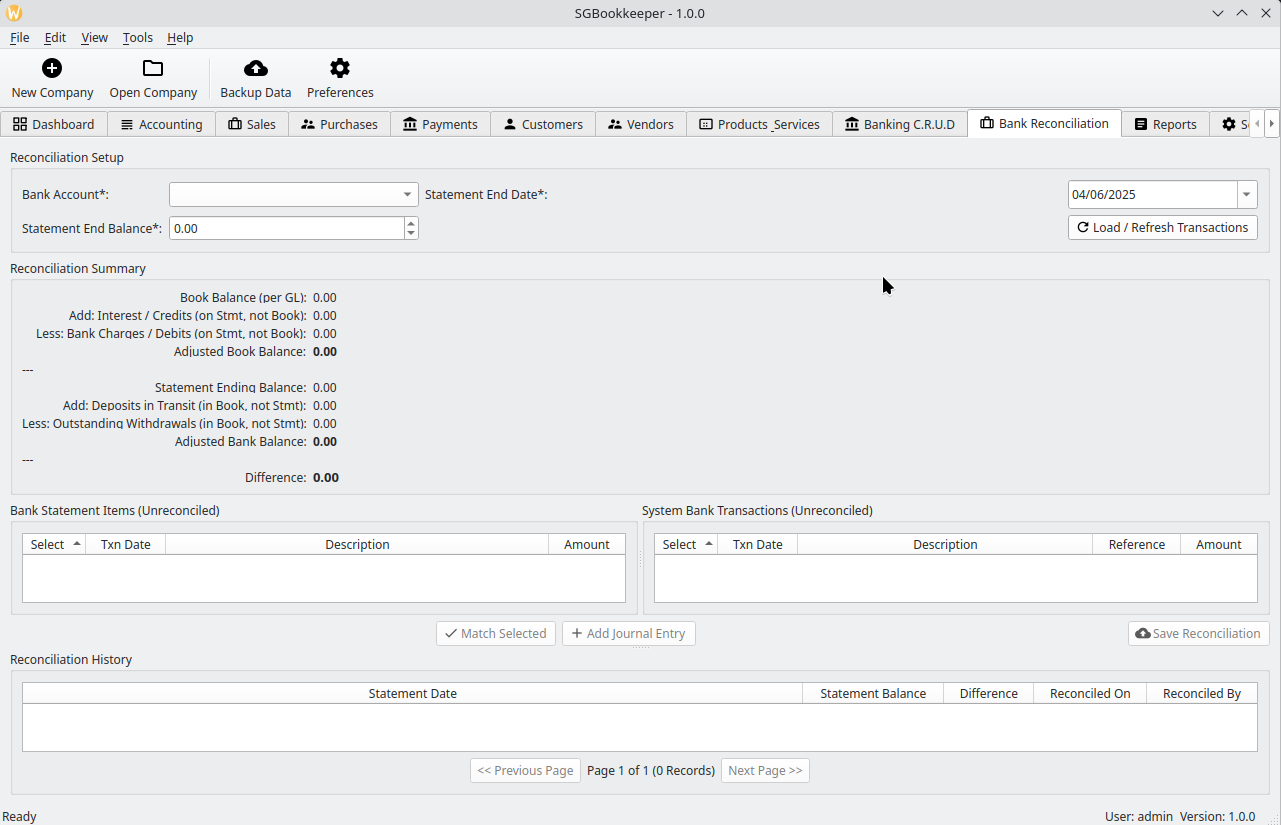 SGBookkeeper - 1.0.0
File Edit View Tools Help
New Company Open Company Backup Data Preferences
Dashboard Accounting Sales Purchases Payments Customers Vendors Products _Services Banking C.R.U.D Bank Reconciliation Reports S
Reconciliation Setup
Bank Account*: Statement End Date*: 04/06/2025
Statement End Balance*: 0.00 Load / Refresh Transactions
Reconciliation Summary
Book Balance (per GL): 0.00
Add: Interest / Credits (on Stmt, not Book): 0.00
Less: Bank Charges / Debits (on Stmt, not Book): 0.00
Adjusted Book Balance: 0.00
---
Statement Ending Balance: 0.00
Add: Deposits in Transit (in Book, not Stmt): 0.00
Less: Outstanding Withdrawals (in Book, not Stmt): 0.00
Adjusted Bank Balance: 0.00
---
Difference: 0.00
Bank Statement Items (Unreconciled) System Bank Transactions (Unreconciled)
Select Txn Date Description Amount Select Txn Date Description Reference Amount
Match Selected Add Journal Entry Save Reconciliation
Reconciliation History
Statement Date Statement Balance Difference Reconciled On Reconciled By
<< Previous Page Page 1 of 1 (0 Records) Next Page >>
Ready User: admin Version: 1.0.0